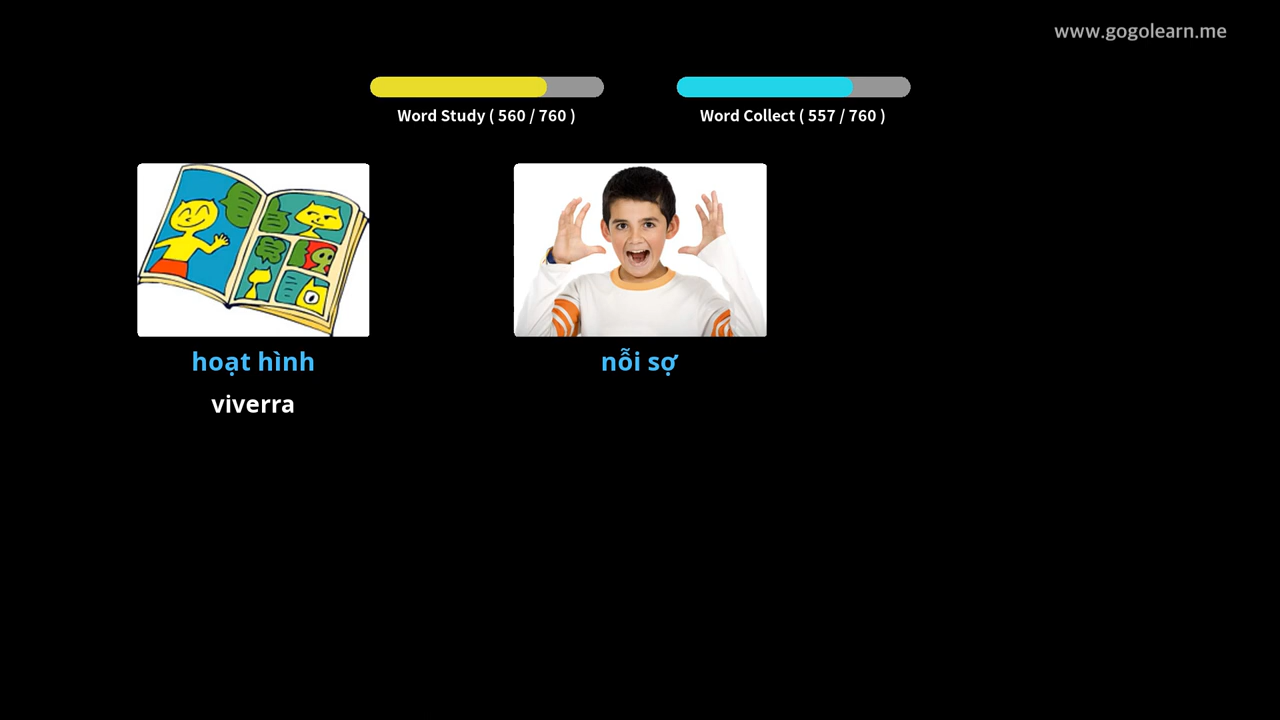 www.gogolearn.me
Word Study ( 560 / 760 )
Word Collect ( 557 / 760 )
hoạt hình
nỗi sợ
viverra